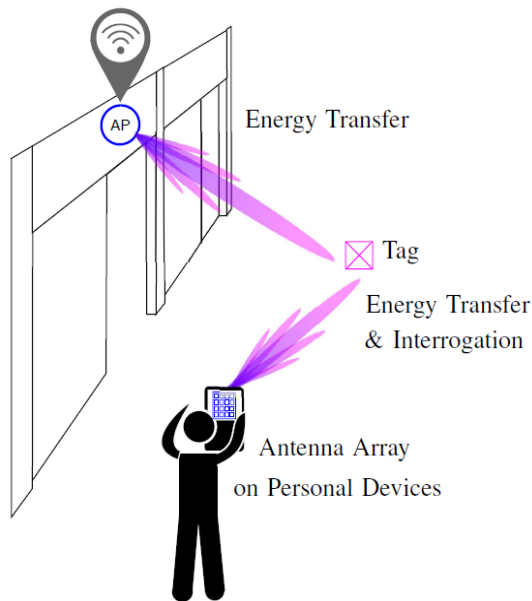 AP
Energy Transfer
Tag
Energy Transfer
& Interrogation
Antenna Array
on Personal Devices